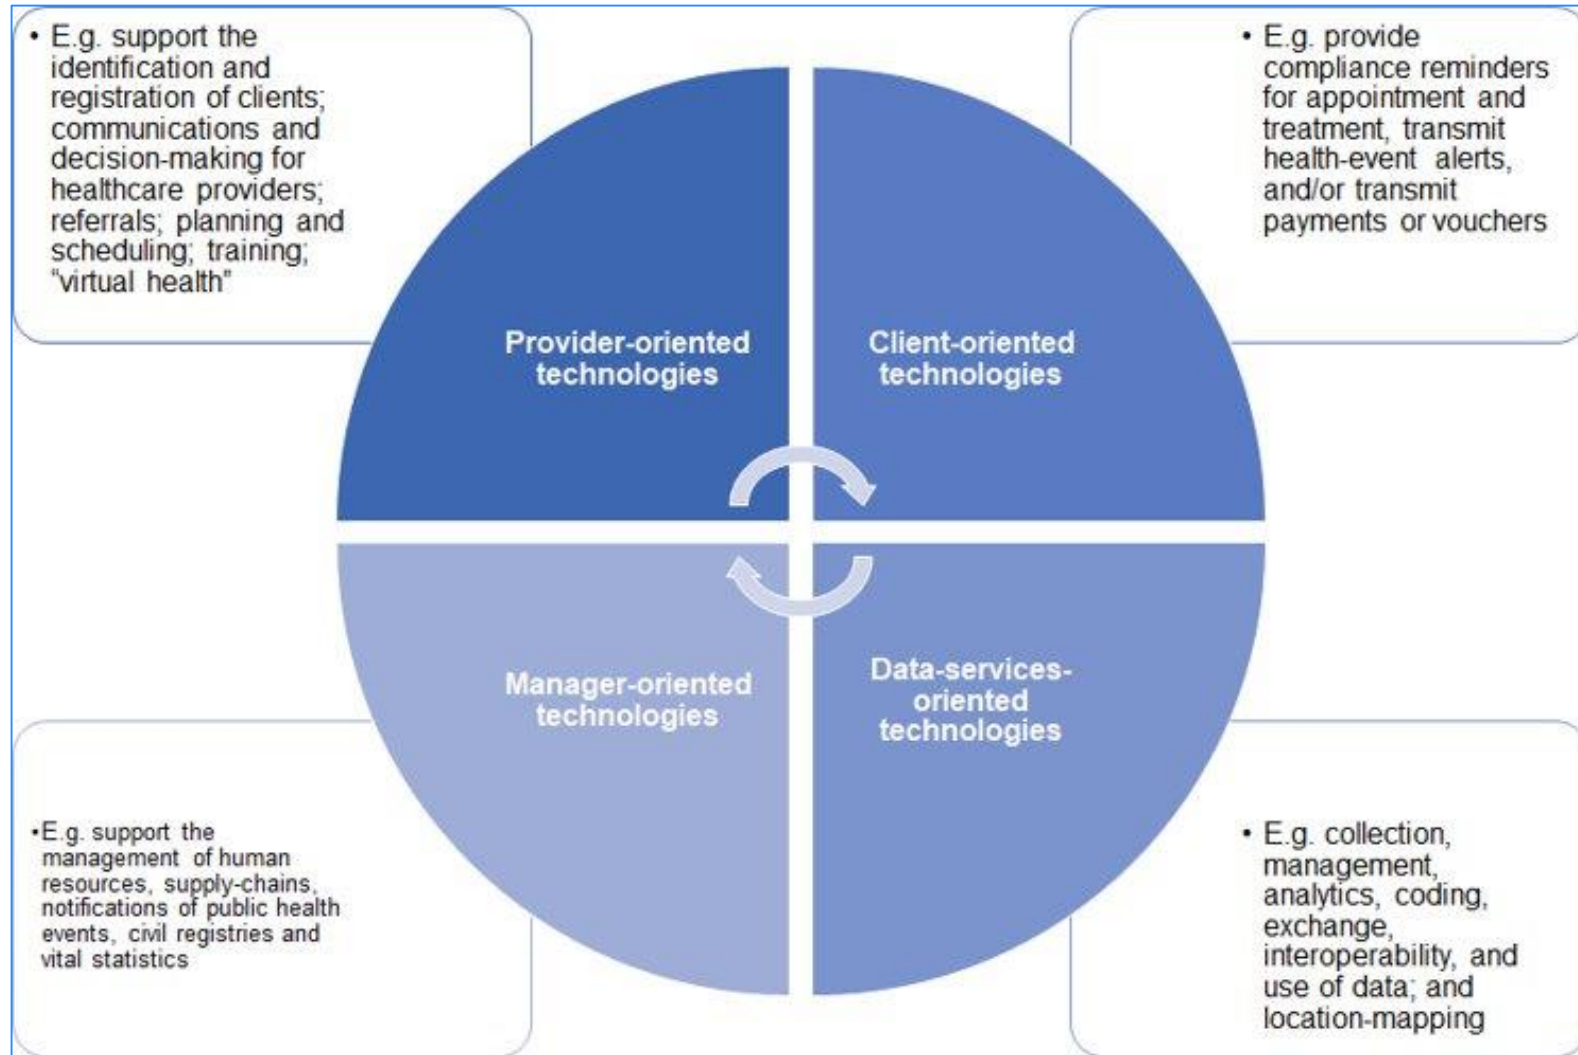 • E.g. support the
identification and
registration of clients;
communications and
decision-making for
healthcare providers;
referrals; planning and
scheduling; training;
"virtual health"
• E.g. provide
compliance reminders
for appointment and
treatment, transmit
health-event alerts,
and/or transmit
payments or vouchers
Provider-oriented
technologies
Client-oriented
technologies
Manager-oriented
technologies
Data-services-
oriented
technologies
•E.g. support the
management of human
resources, supply-chains,
notifications of public health
events, civil registries and
vital statistics
• E.g. collection,
management,
analytics, coding,
exchange,
interoperability, and
use of data; and
location-mapping